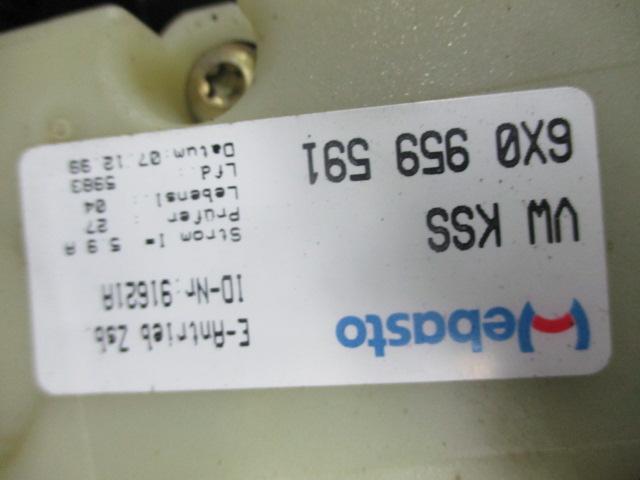 Webasto
VW KSS
6X0 959 591
E-Antrieb Zsb.
ID-Nr:91621A
Strom I= 5.9 A
Prüfer : 27
Lebensl: 04
Lfd. : 5983
Datum:07.12.99